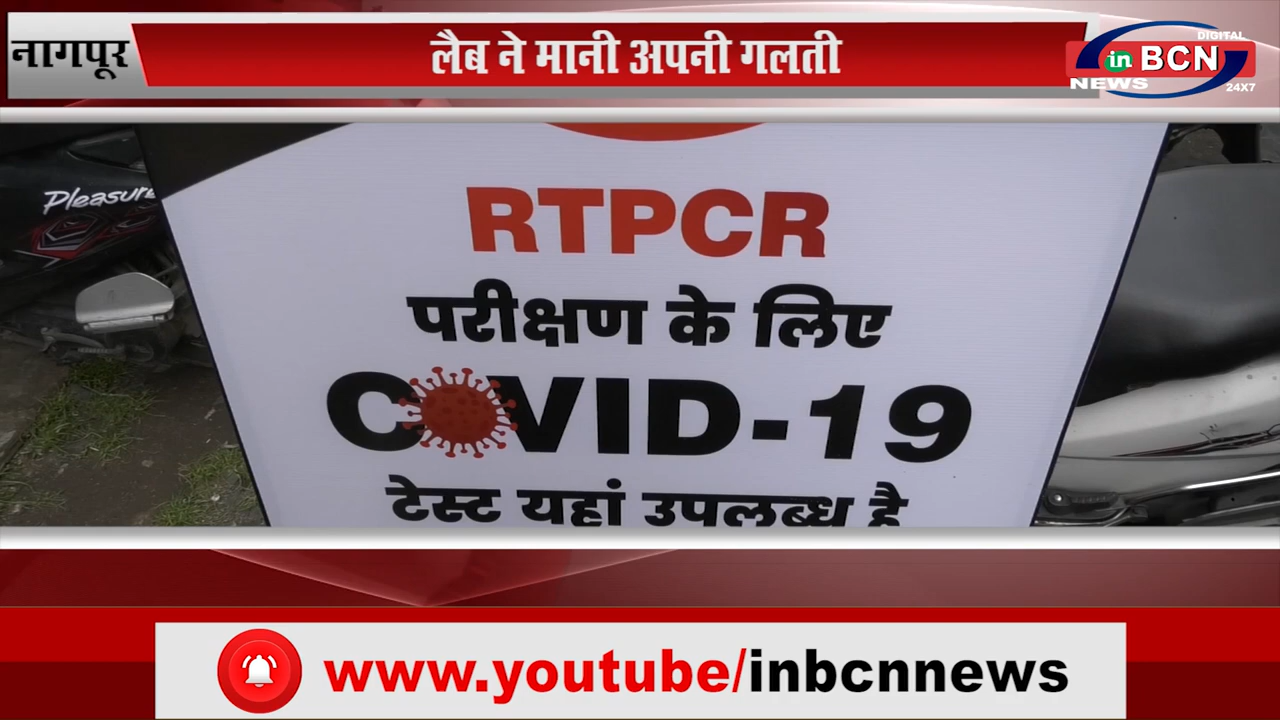 नागपूर
लैब ने मानी अपनी गलती
DIGITAL
in BCN
NEWS
24X7
Pleasure
RTPCR
परीक्षण के लिए
COVID-19
टेस्ट यहां उपलब्ध है
www.youtube/inbcnnews